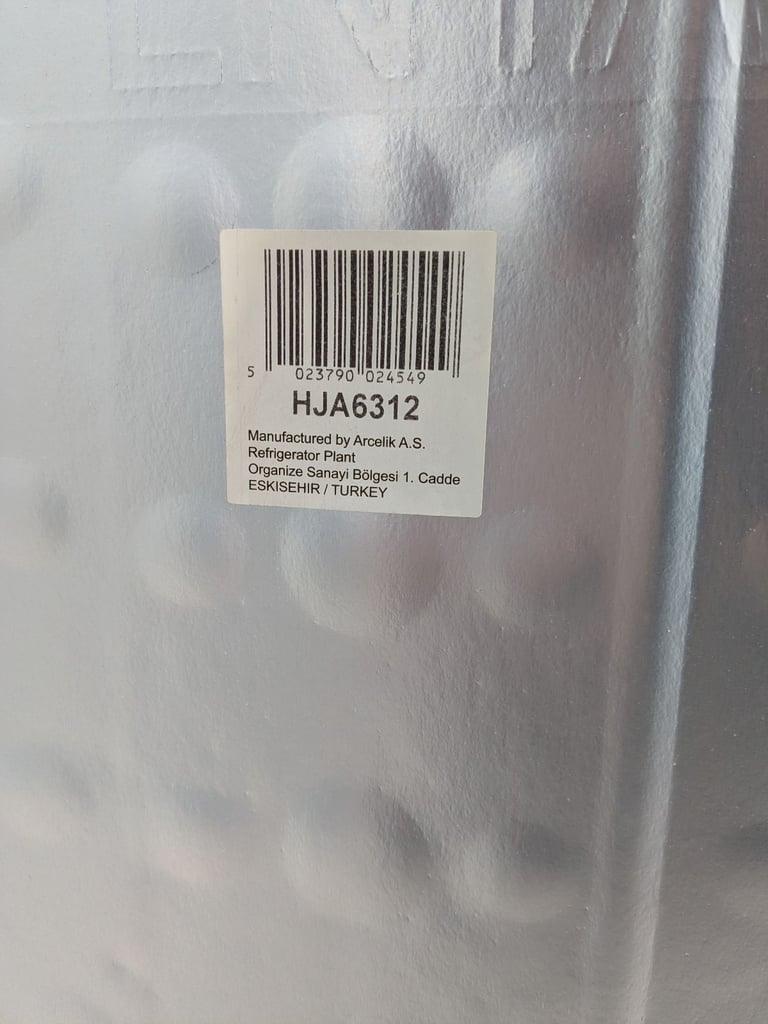 5 023790 024549
HJA6312
Manufactured by Arcelik A.S.
Refrigerator Plant
Organize Sanayi Bölgesi 1. Cadde
ESKISEHIR / TURKEY